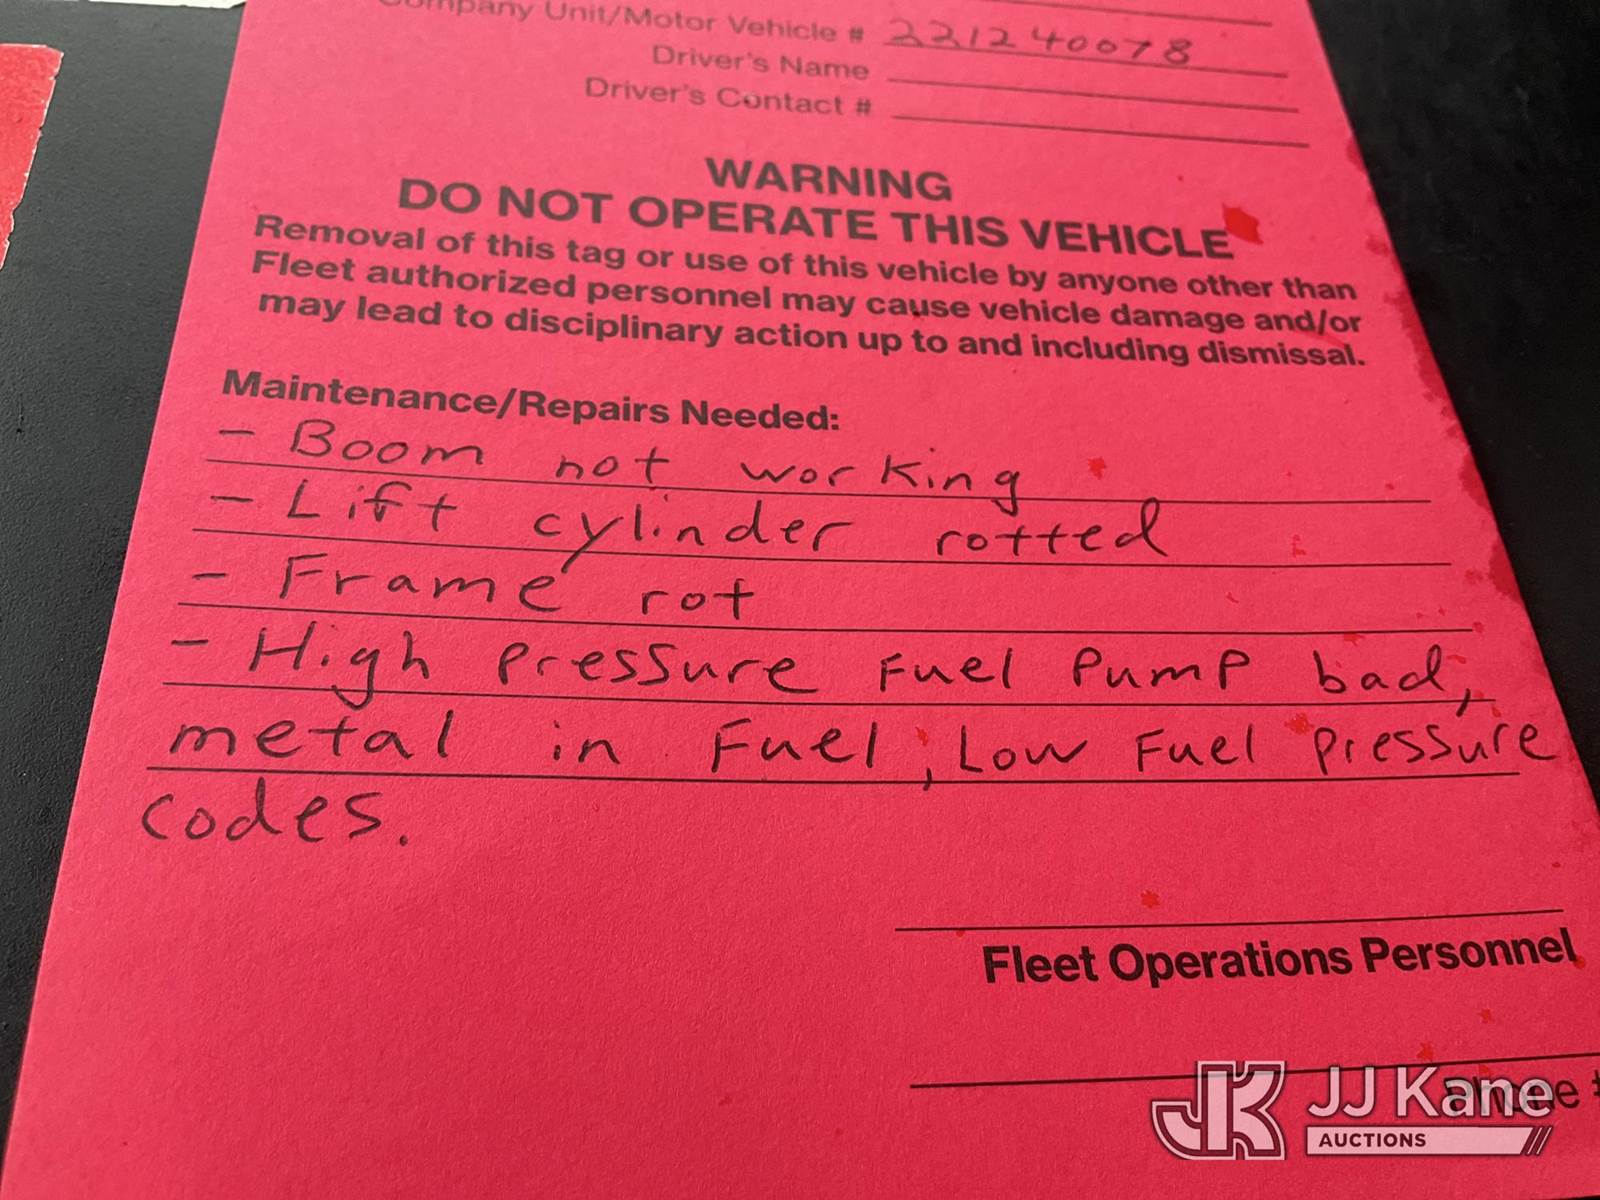 Company Unit/Motor Vehicle # 221240078
Driver's Name
Driver's Contact #
WARNING
DO NOT OPERATE THIS VEHICLE
Removal of this tag or use of this vehicle by anyone other than
Fleet authorized personnel may cause vehicle damage and/or
may lead to disciplinary action up to and including dismissal.
Maintenance/Repairs Needed:
- Boom not working
- Lift cylinder rotted
- Frame rot
- High pressure Fuel Pump bad,
metal in Fuel, Low Fuel pressure
codes.
Fleet Operations Personnel
Phone #
JJ Kane
AUCTIONS